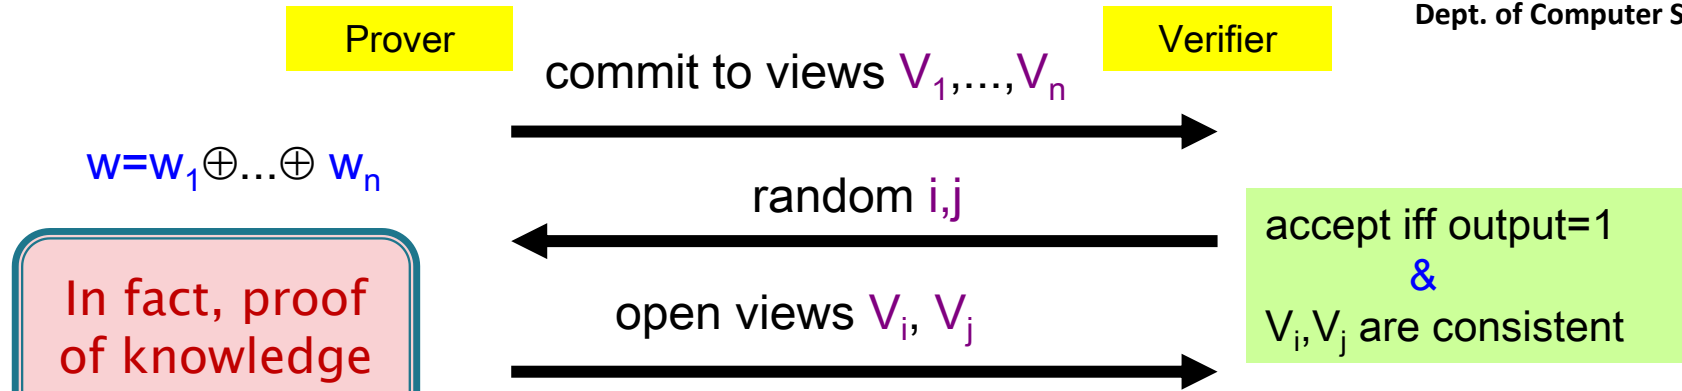 Dept. of Computer S
Prover
Verifier
commit to views V₁,...,Vₙ
w=w₁⊕...⊕ wₙ
random i,j
accept iff output=1
&
Vᵢ,Vⱼ are consistent
In fact, proof
of knowledge
open views Vᵢ, Vⱼ